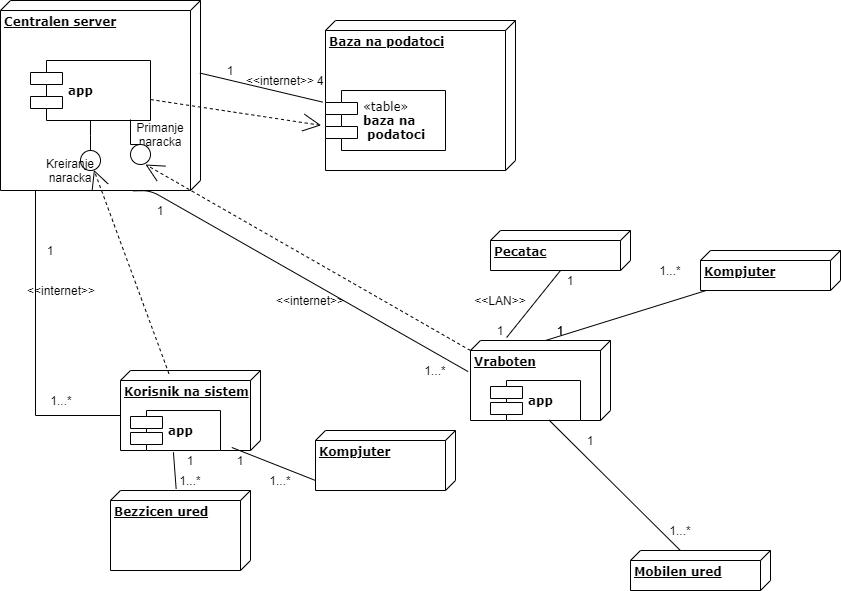 Centralen server
app
Primanje
naracka
Kreiranje
naracka
1
<<internet>> 4
Baza na podatoci
«table»
baza na
podatoci
1
<<internet>>
1...*
1
<<internet>>
1...*
Pecatac
1
<<LAN>>
1
Kompjuter
1...*
1
Vraboten
app
1
1...*
Mobilen ured
Korisnik na sistem
app
1
1...*
1
1...*
Bezzicen ured
Kompjuter